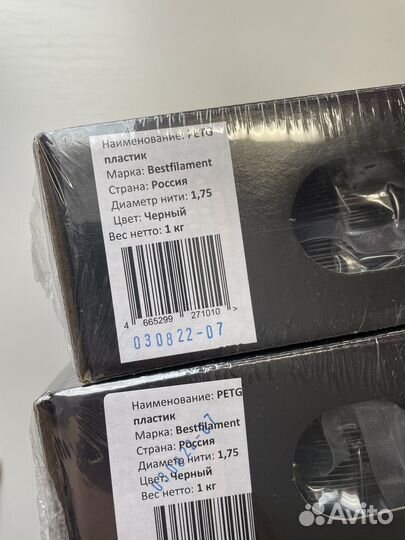 Наименование: PETG
пластик
Марка: Bestfilament
Страна: Россия
Диаметр нити: 1,75
Цвет: Черный
Вес нетто: 1 кг
4 665299 271010 >
030822-07
Наименование: PETG
пластик
Марка: Bestfilament
Страна: Россия
Диаметр нити: 1,75
Цвет: Черный
Вес нетто: 1 кг
Avito